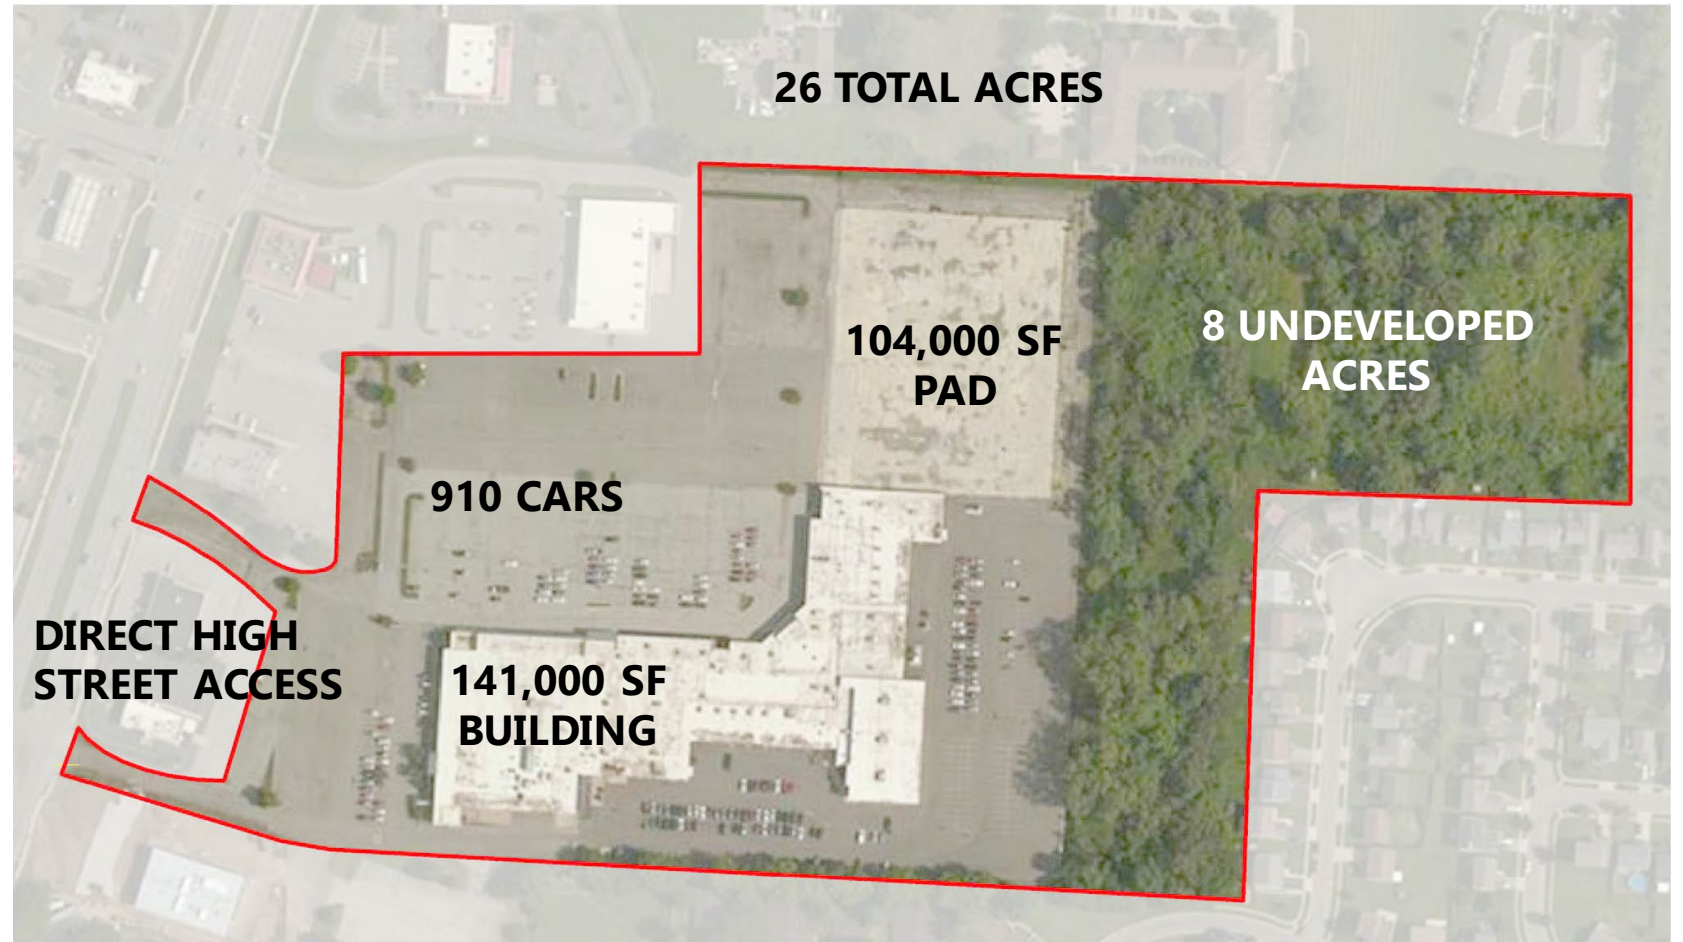 26 TOTAL ACRES
104,000 SF
PAD
8 UNDEVELOPED
ACRES
910 CARS
DIRECT HIGH
STREET ACCESS
141,000 SF
BUILDING